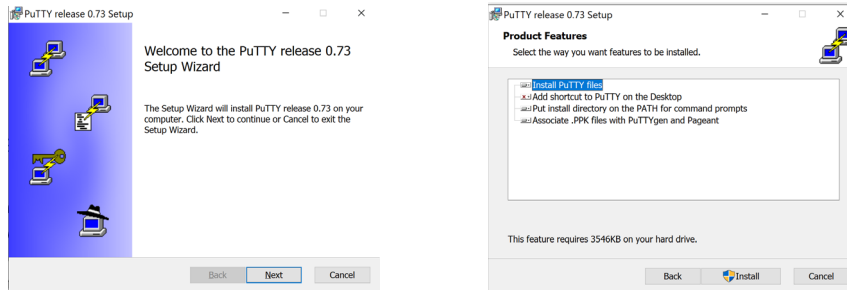 PuTTY release 0.73 Setup
Welcome to the PuTTY release 0.73
Setup Wizard
The Setup Wizard will install PuTTY release 0.73 on your
computer. Click Next to continue or Cancel to exit the
Setup Wizard.
Back
Next
Cancel
PuTTY release 0.73 Setup
Product Features
Select the way you want features to be installed.
Install PuTTY files
Add shortcut to PuTTY on the Desktop
Put install directory on the PATH for command prompts
Associate .PPK files with PuTTYgen and Pageant
This feature requires 3546KB on your hard drive.
Back
Install
Cancel